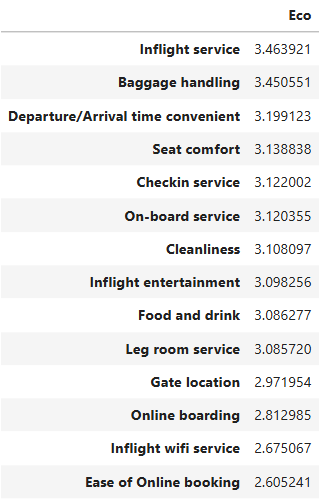 Eco
Inflight service 3.463921
Baggage handling 3.450551
Departure/Arrival time convenient 3.199123
Seat comfort 3.138838
Checkin service 3.122002
On-board service 3.120355
Cleanliness 3.108097
Inflight entertainment 3.098256
Food and drink 3.086277
Leg room service 3.085720
Gate location 2.971954
Online boarding 2.812985
Inflight wifi service 2.675067
Ease of Online booking 2.605241